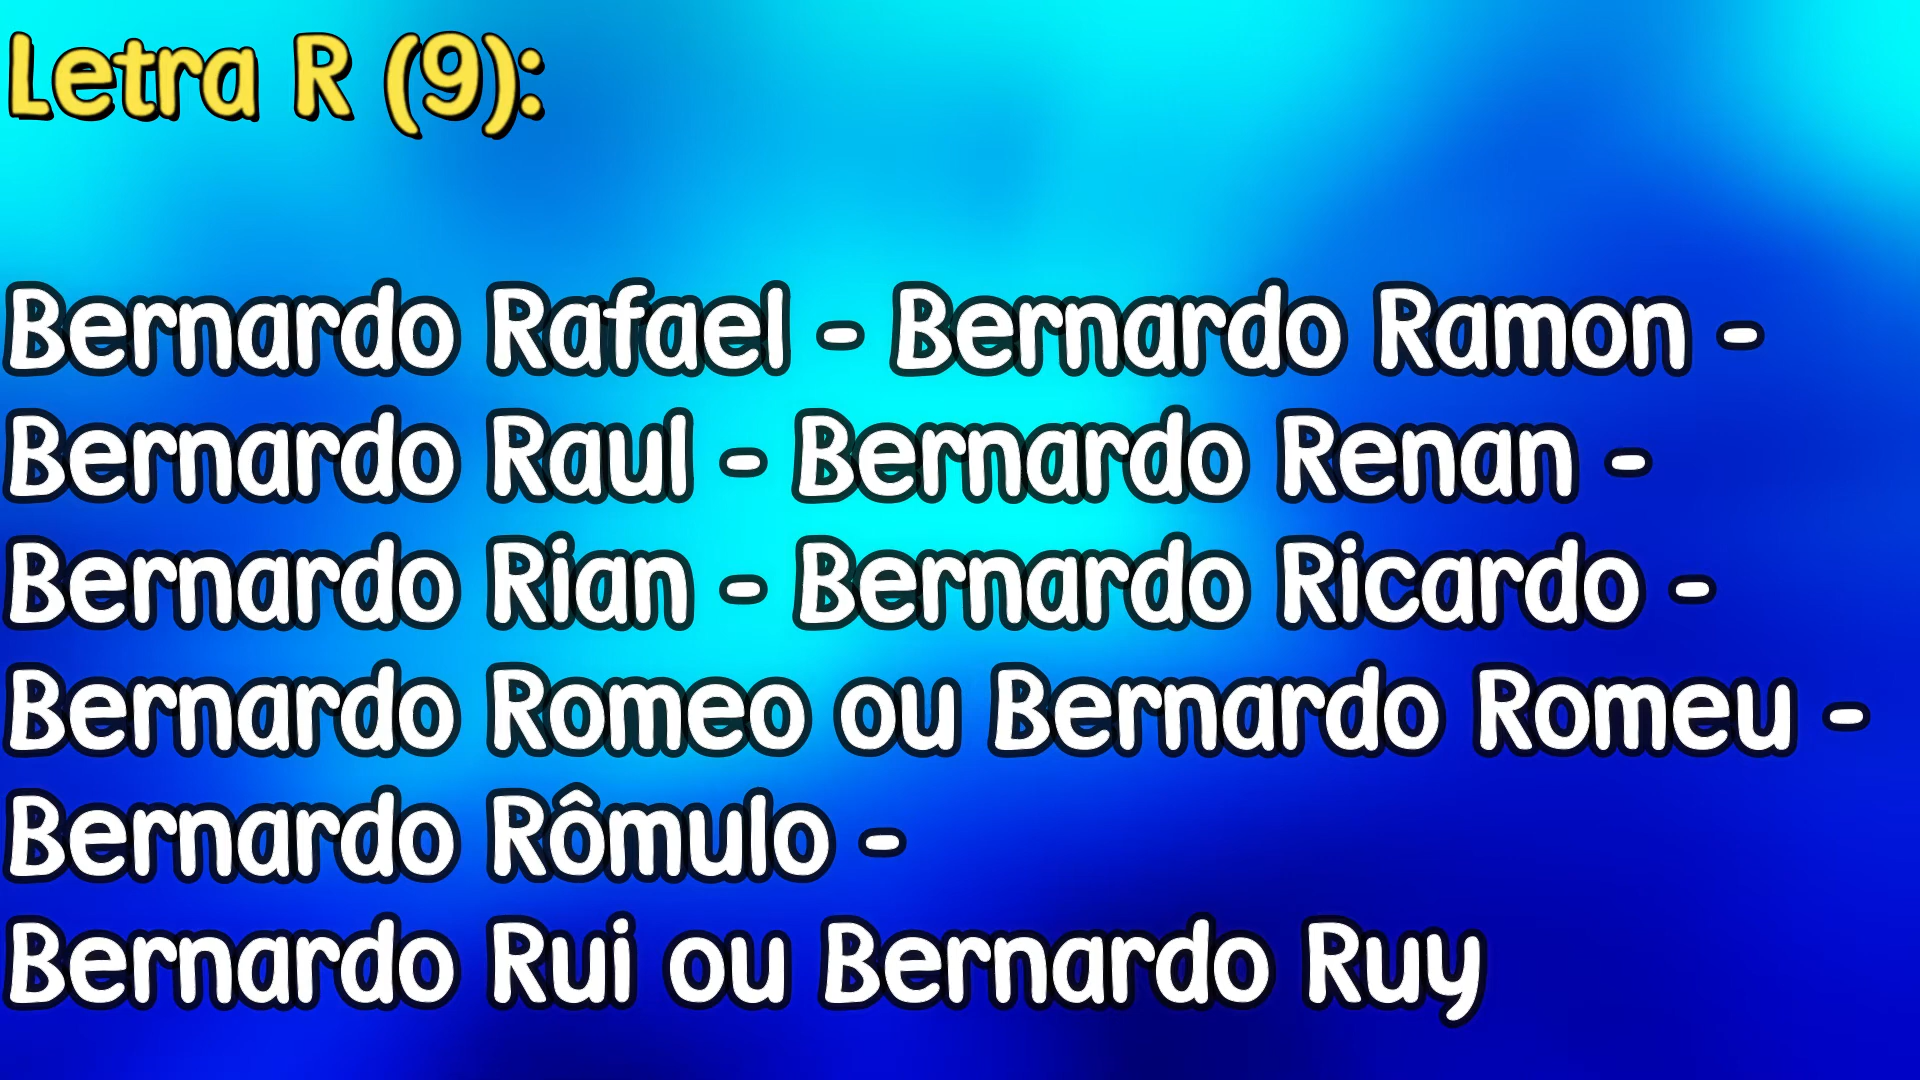 Letra R (9):
Bernardo Rafael - Bernardo Ramon -
Bernardo Raul - Bernardo Renan -
Bernardo Rian - Bernardo Ricardo -
Bernardo Romeo ou Bernardo Romeu -
Bernardo Rômulo -
Bernardo Rui ou Bernardo Ruy